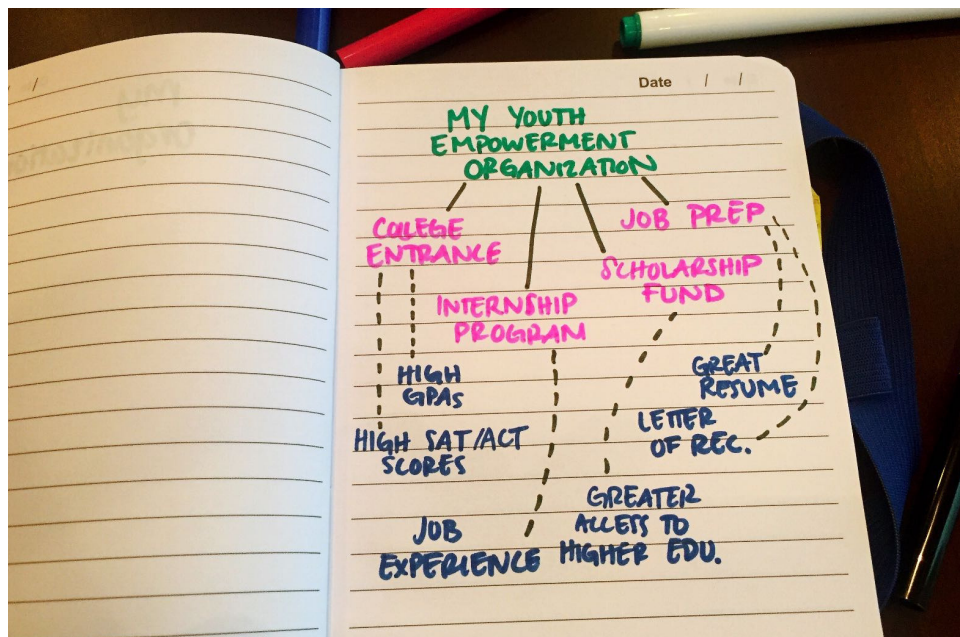 Date / /
MY YOUTH
EMPOWERMENT
ORGANIZATION
COLLEGE
ENTRANCE
JOB PREP
SCHOLARSHIP
FUND
INTERNSHIP
PROGRAM
HIGH
GPAs
GREAT
RESUME
HIGH SAT/ACT
SCORES
LETTER
OF REC.
JOB
EXPERIENCE
GREATER
ACCESS TO
HIGHER EDU.